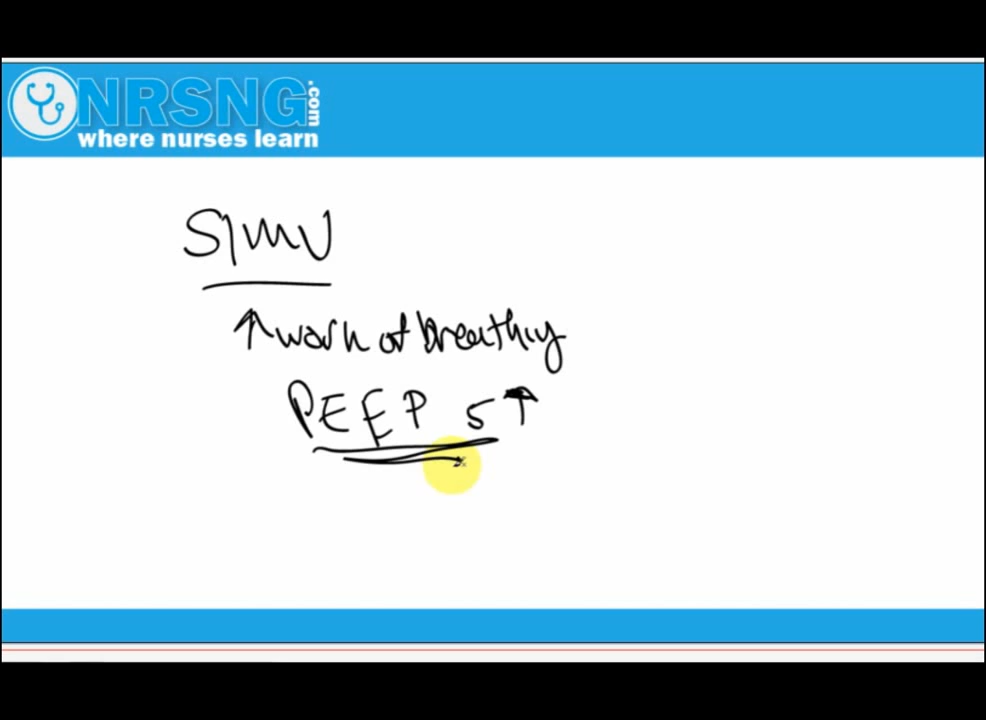 NRSNG.com
where nurses learn
SIMV
↑ work of breathing
PEEP 5↑